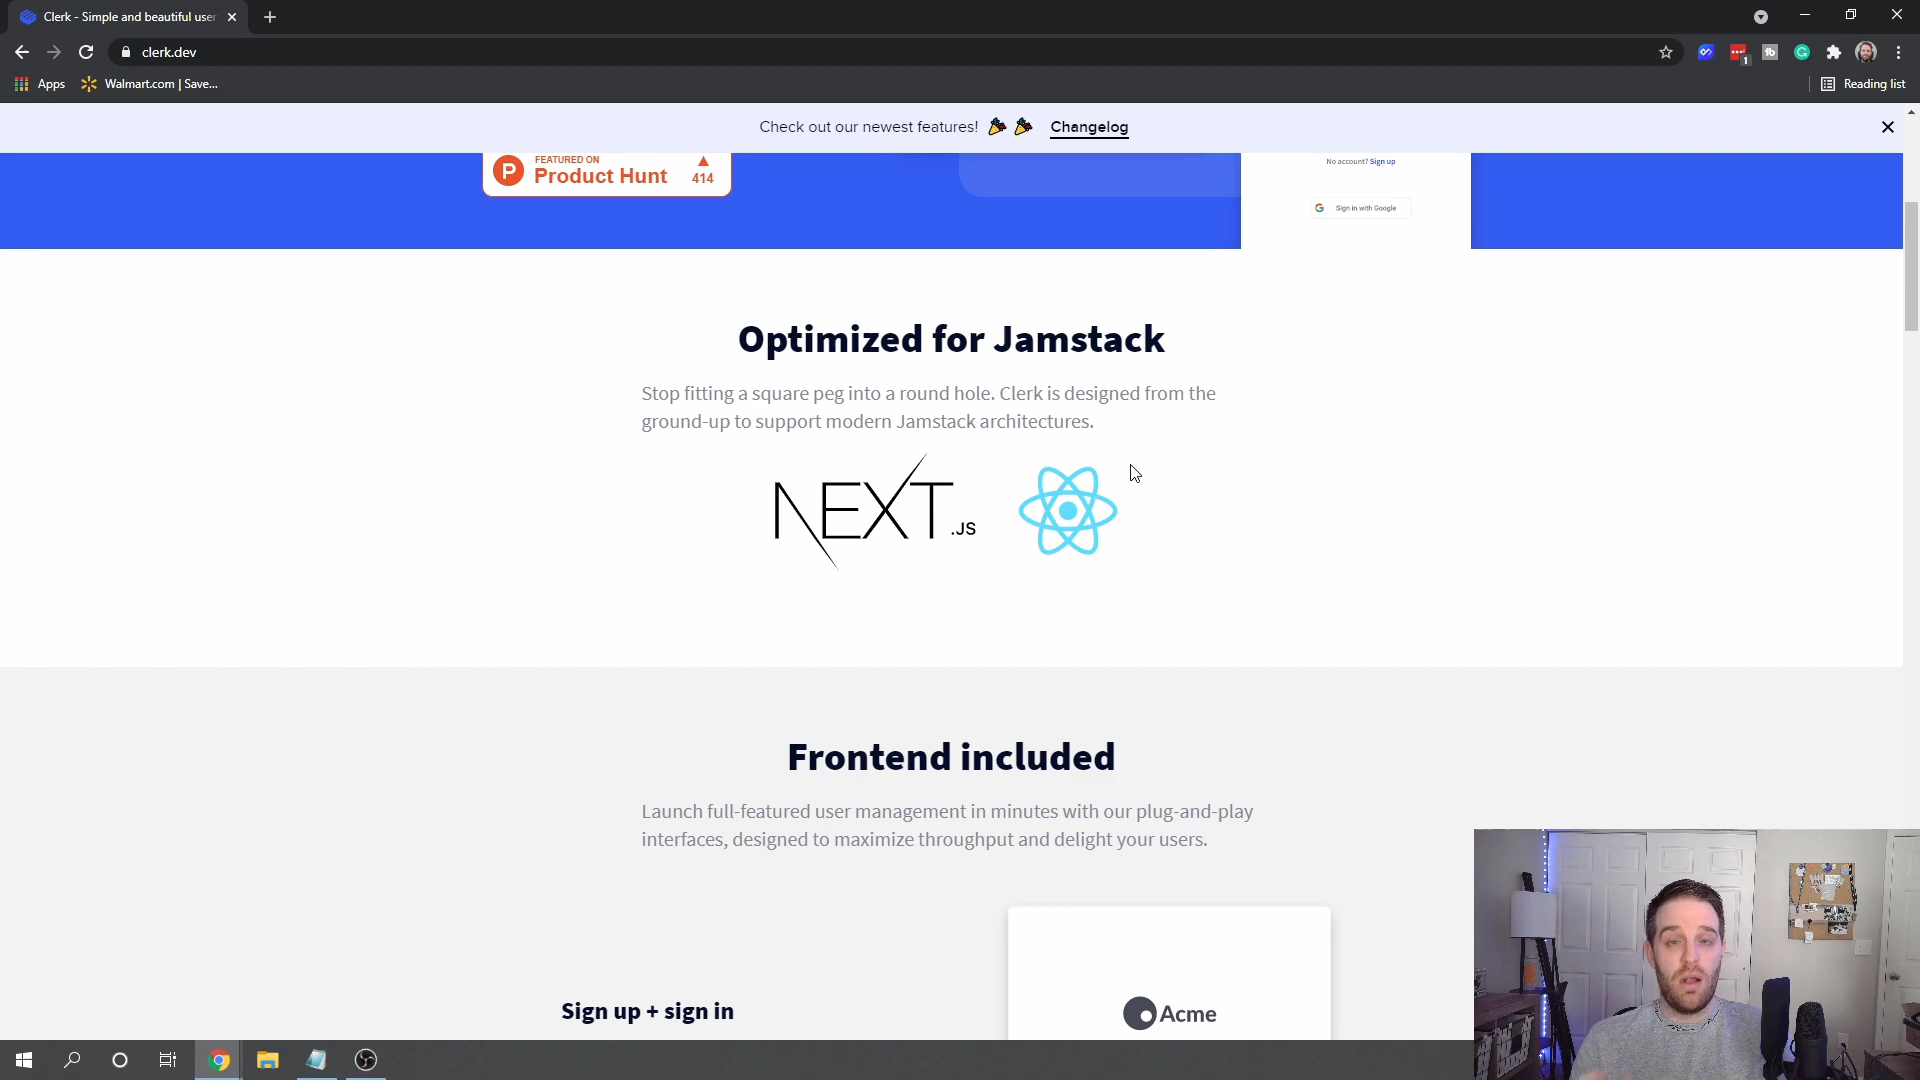 Clerk - Simple and beautiful user
clerk.dev
1
Apps
Walmart.com | Save...
Reading list
Check out our newest features! Changelog
FEATURED ON
Product Hunt
414
No account? Sign up
Sign in with Google
Optimized for Jamstack
Stop fitting a square peg into a round hole. Clerk is designed from the
ground-up to support modern Jamstack architectures.
NEXT.JS
Frontend included
Launch full-featured user management in minutes with our plug-and-play
interfaces, designed to maximize throughput and delight your users.
Sign up + sign in
Acme